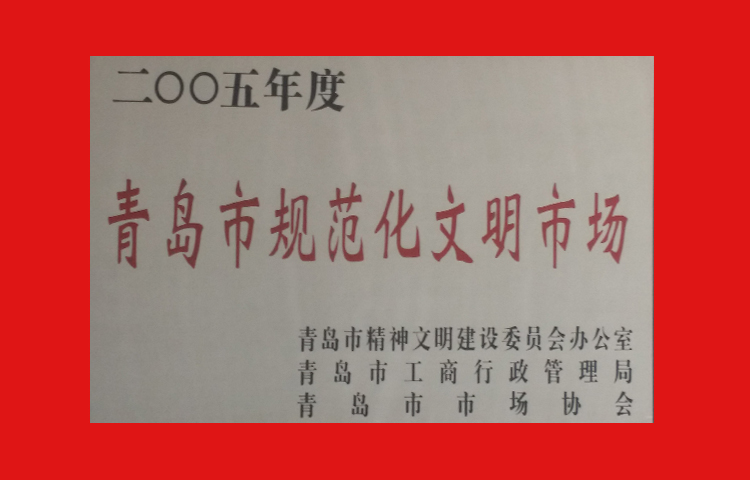 二〇〇五年度
青岛市规范化文明市场
青岛市精神文明建设委员会办公室
青岛市工商行政管理局
青岛市市场协会